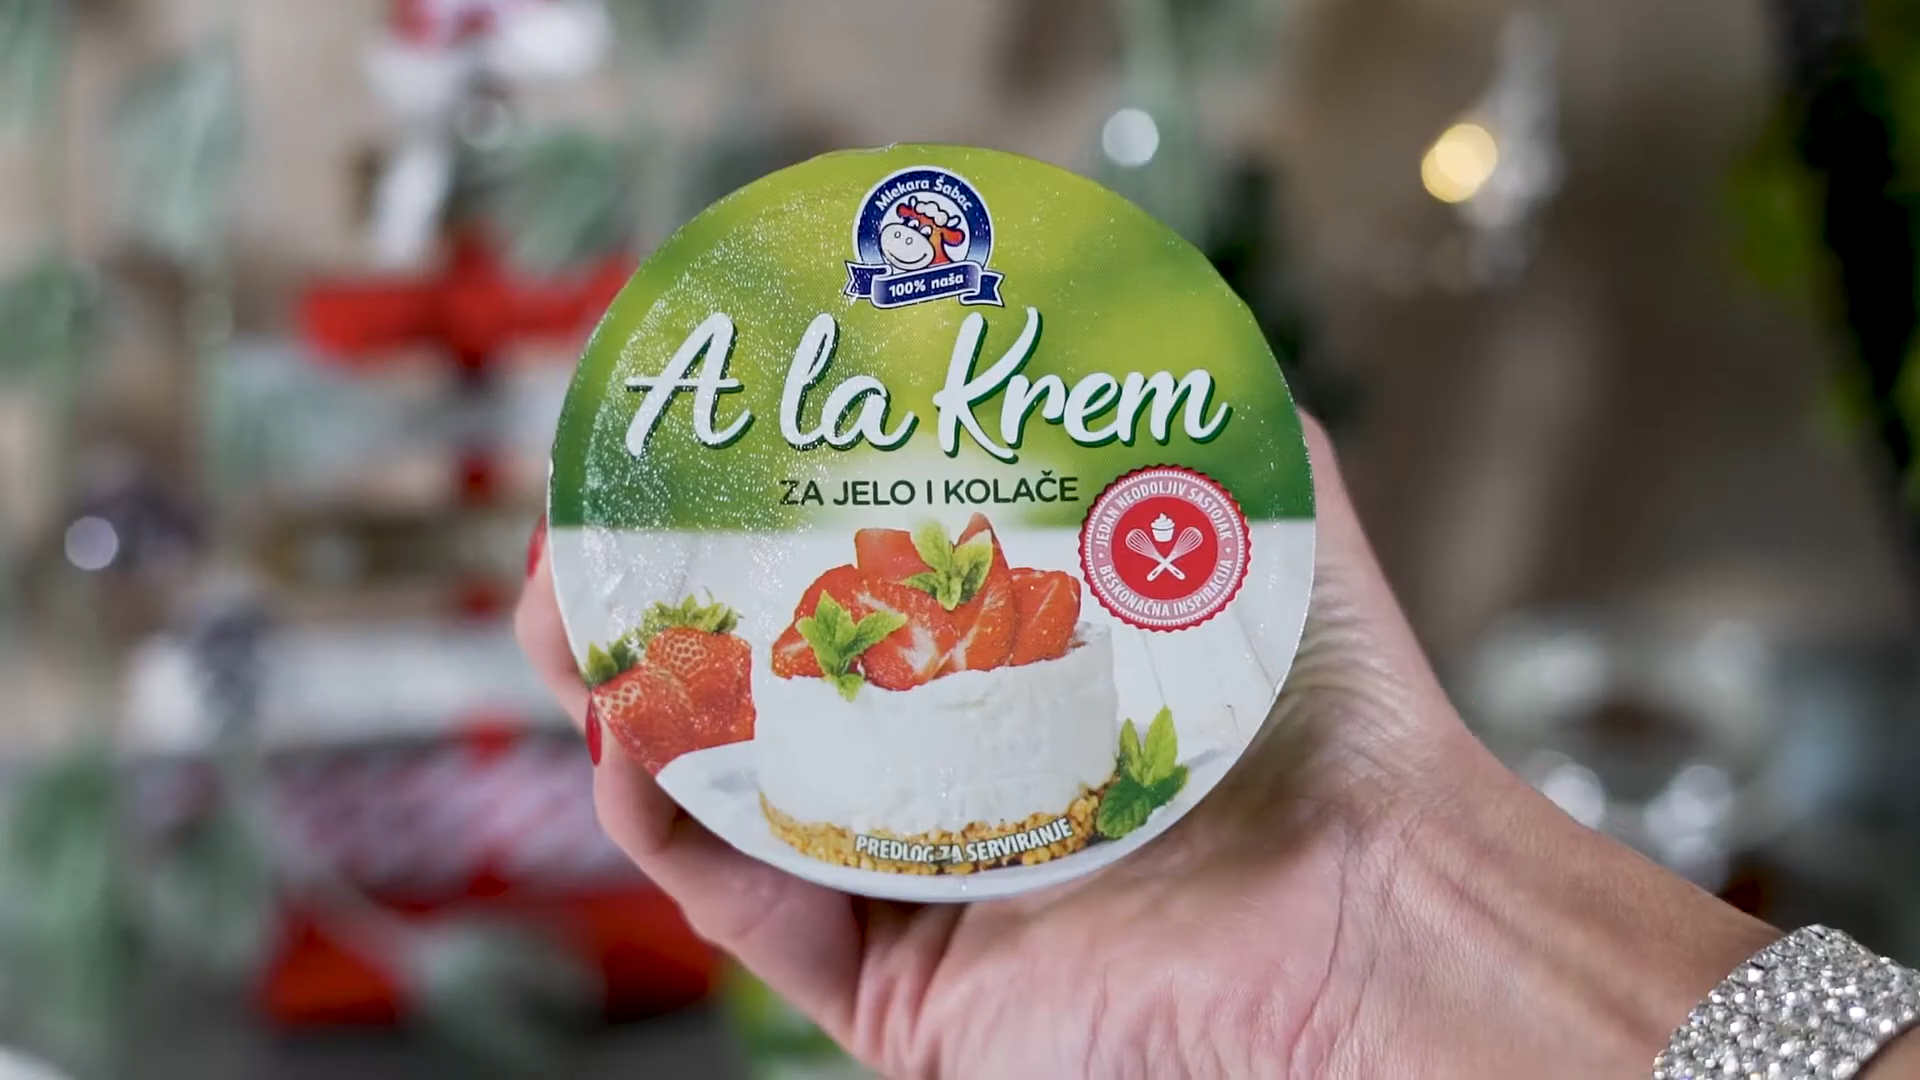 Mlekara Šabac
100% naša
A la Krem
ZA JELO I KOLAČE
JEDAN NEODOLJIV SASTOJAK
BESKONAČNA INSPIRACIJA
PREDLOG ZA SERVIRANJE